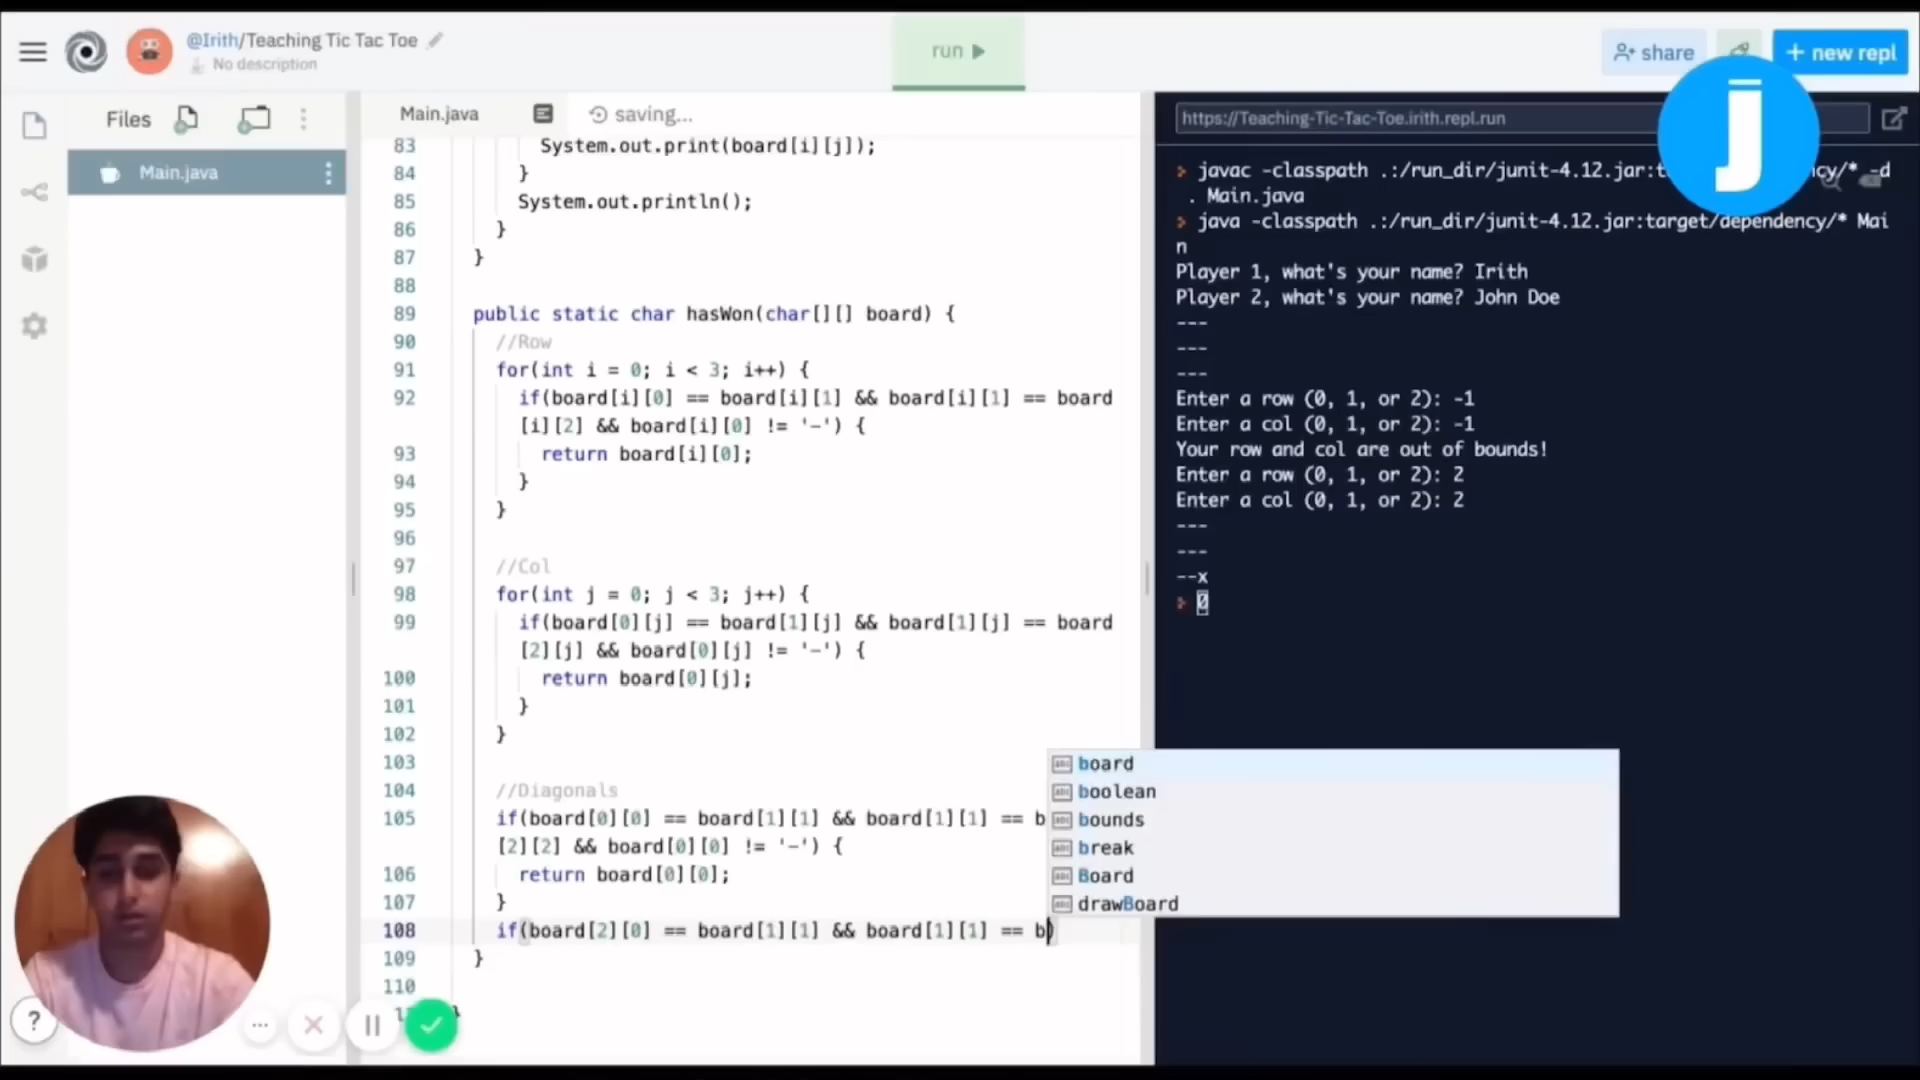 @Irith/Teaching Tic Tac Toe
No description
run
share
+ new repl
Files
Main.java
Main.java
saving...
83 System.out.print(board[i][j]);
84 }
85 System.out.println();
86 }
87 }
88
89 public static char hasWon(char[][] board) {
90 //Row
91 for(int i = 0; i < 3; i++) {
92 if(board[i][0] == board[i][1] && board[i][1] == board
[i][2] && board[i][0] != '-') {
93 return board[i][0];
94 }
95 }
96
97 //Col
98 for(int j = 0; j < 3; j++) {
99 if(board[0][j] == board[1][j] && board[1][j] == board
[2][j] && board[0][j] != '-') {
100 return board[0][j];
101 }
102 }
103
104 //Diagonals
105 if(board[0][0] == board[1][1] && board[1][1] == b
[2][2] && board[0][0] != '-') {
106 return board[0][0];
107 }
108 if(board[2][0] == board[1][1] && board[1][1] == b)
109 }
110
board
boolean
bounds
break
Board
drawBoard
https://Teaching-Tic-Tac-Toe.irith.repl.run
j
> javac -classpath .:/run_dir/junit-4.12.jar:t ncy/* -d
. Main.java
> java -classpath .:/run_dir/junit-4.12.jar:target/dependency/* Mai
n
Player 1, what's your name? Irith
Player 2, what's your name? John Doe
---
---
---
Enter a row (0, 1, or 2): -1
Enter a col (0, 1, or 2): -1
Your row and col are out of bounds!
Enter a row (0, 1, or 2): 2
Enter a col (0, 1, or 2): 2
---
---
--x
> 0
?